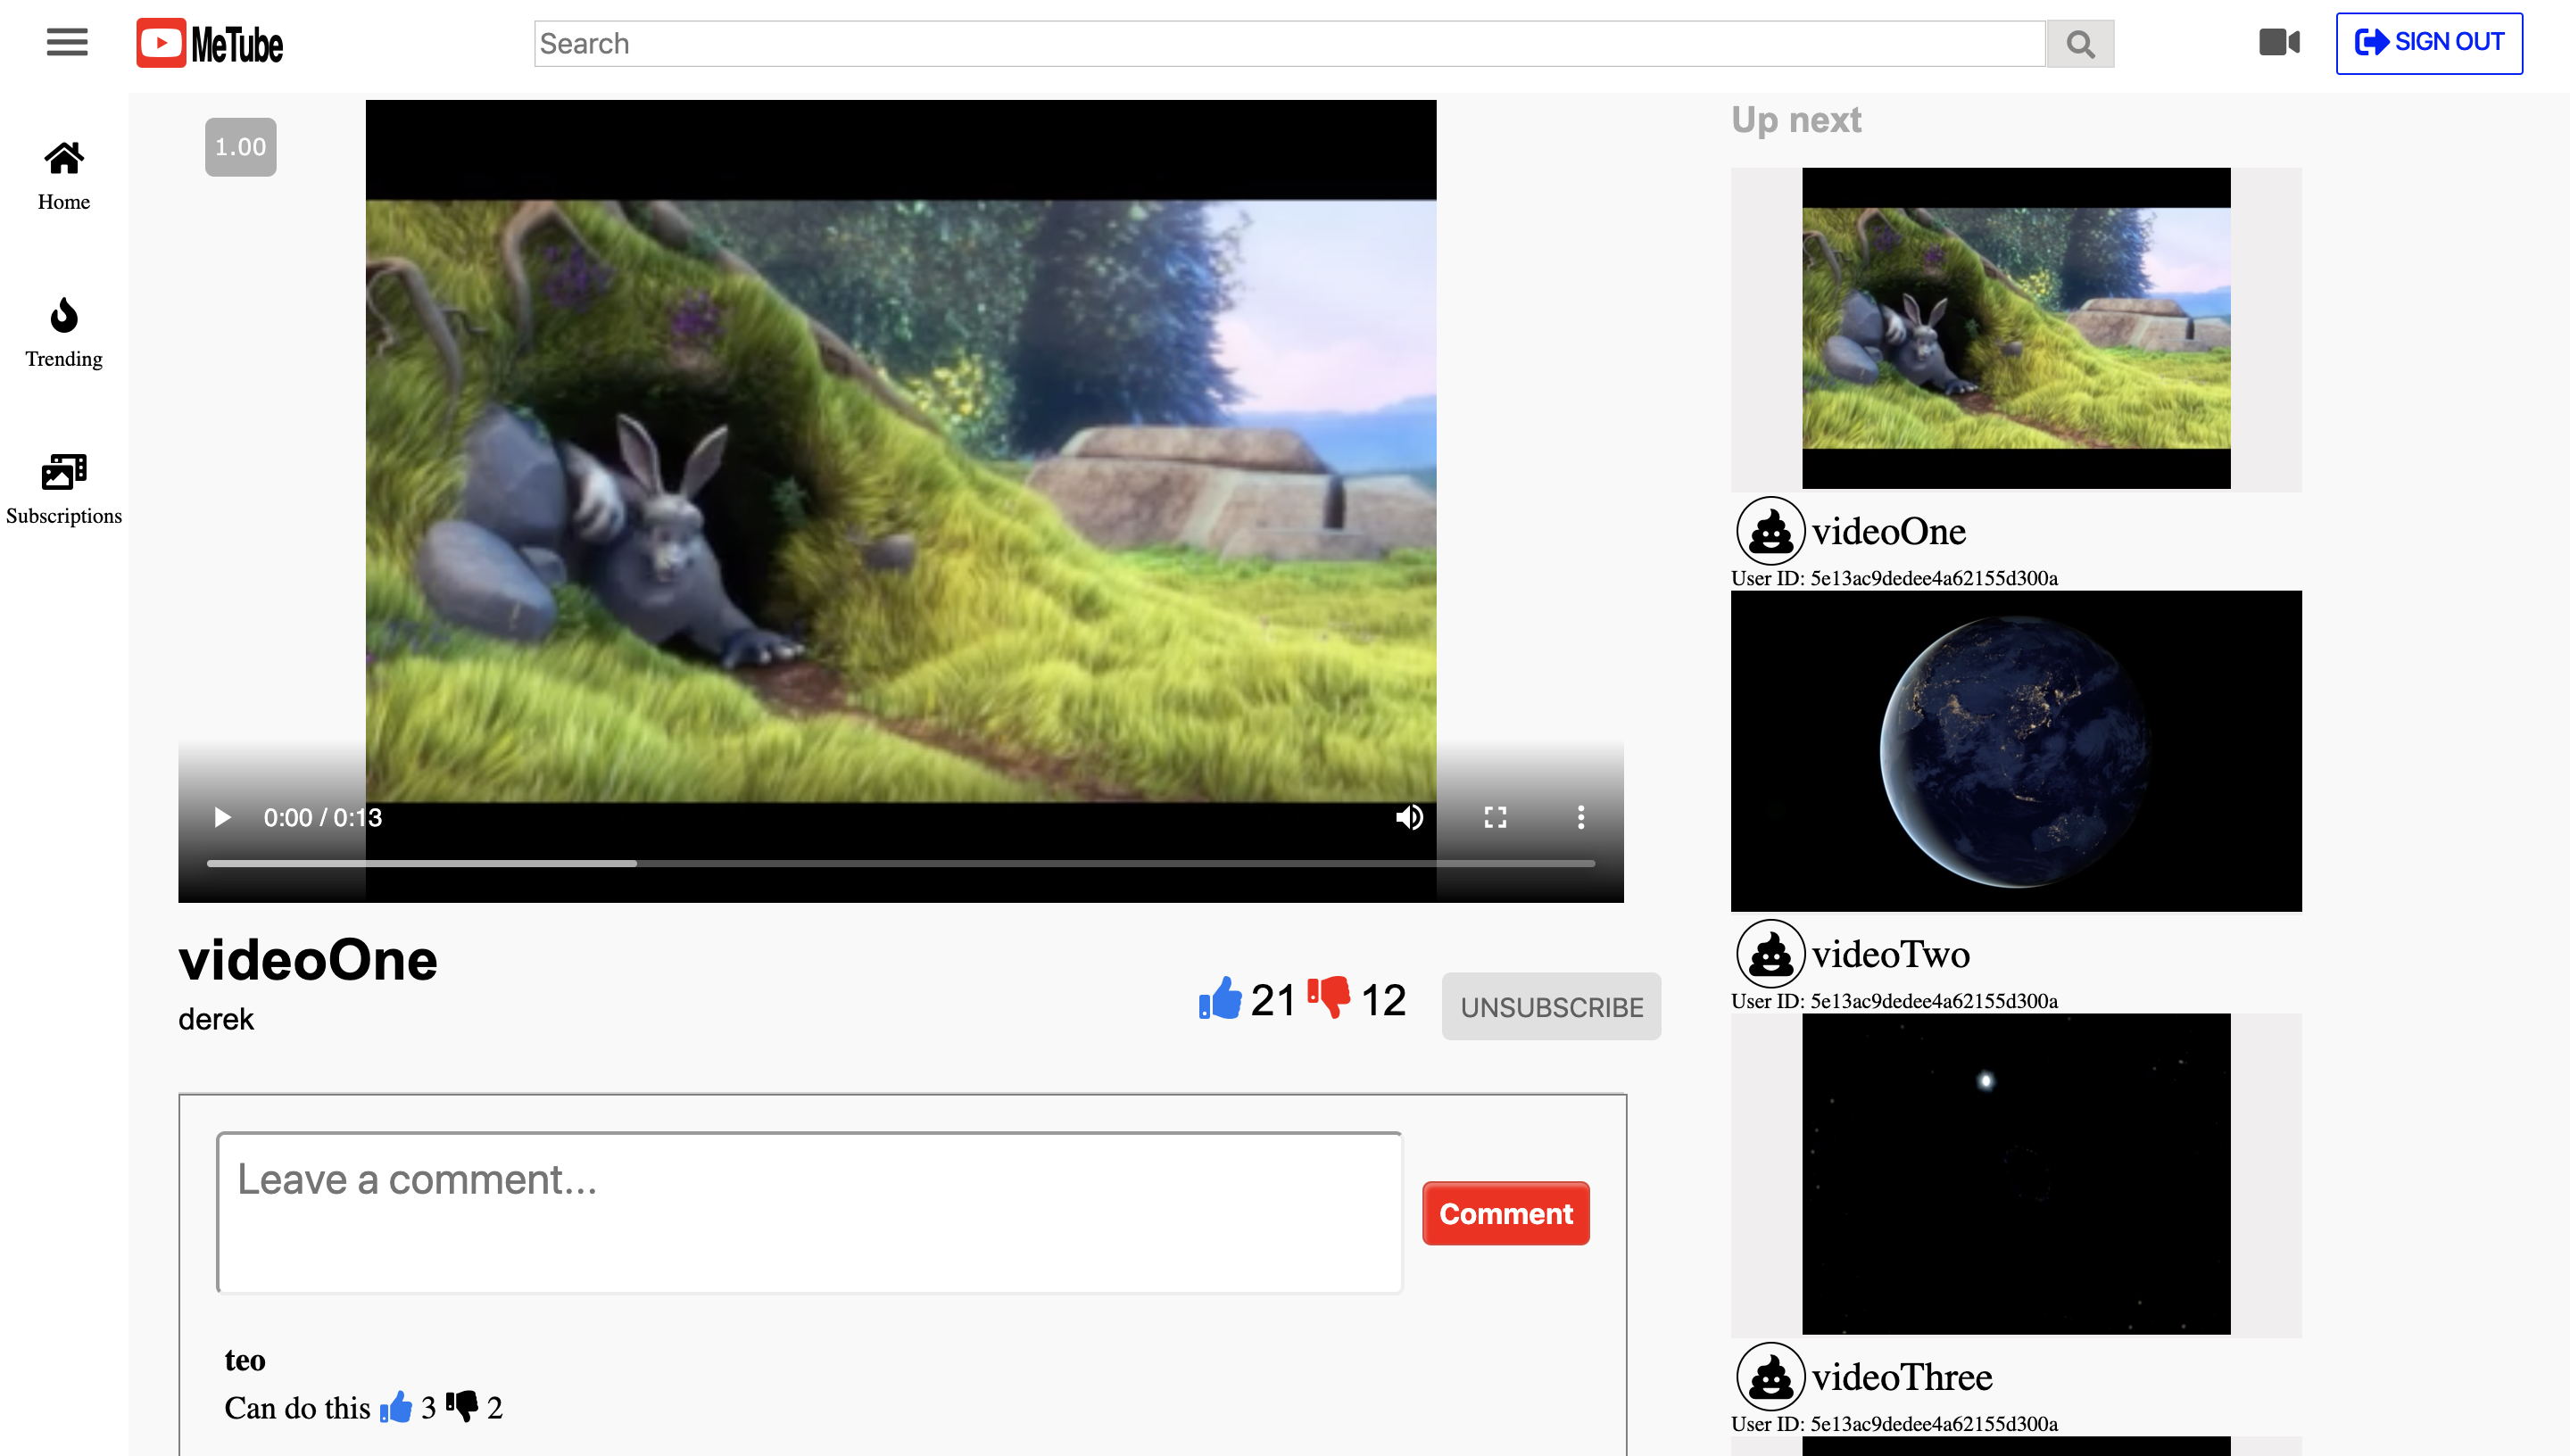 MeTube
Search
SIGN OUT
Home
Trending
Subscriptions
1.00
0:00 / 0:13
videoOne
derek
21
12
UNSUBSCRIBE
Leave a comment...
Comment
teo
Can do this 3 2
Up next
videoOne
User ID: 5e13ac9dedee4a62155d300a
videoTwo
User ID: 5e13ac9dedee4a62155d300a
videoThree
User ID: 5e13ac9dedee4a62155d300a